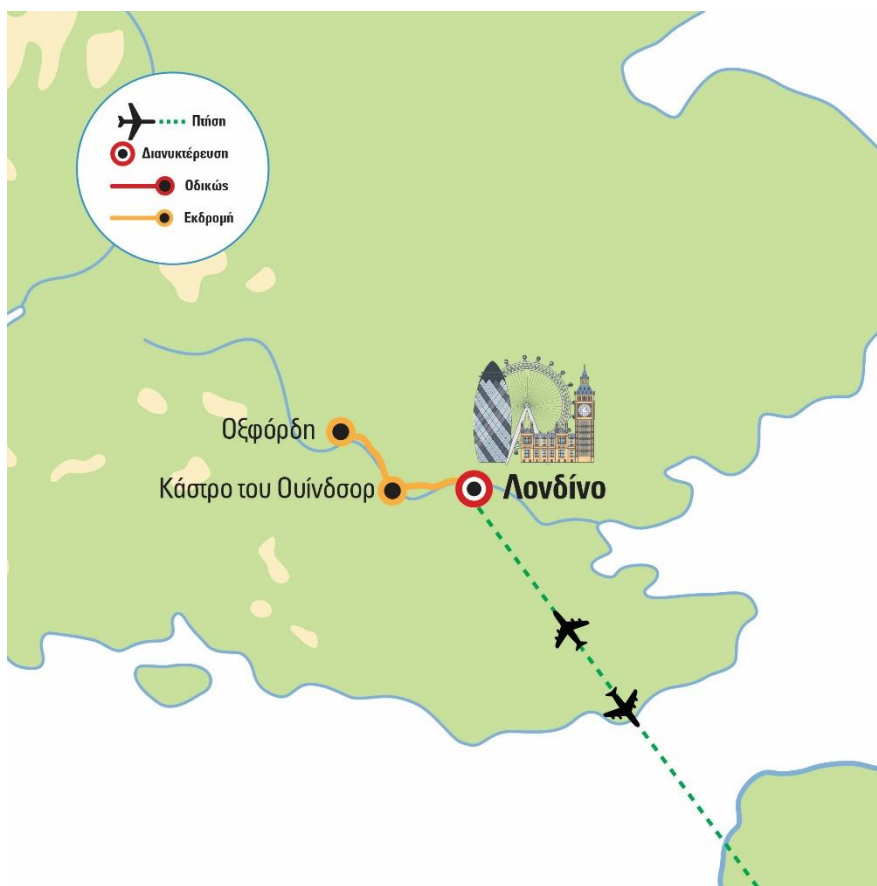 Πτήση
Διανυκτέρευση
Οδικώς
Εκδρομή
Οξφόρδη
Κάστρο του Ουίνδσορ
Λονδίνο